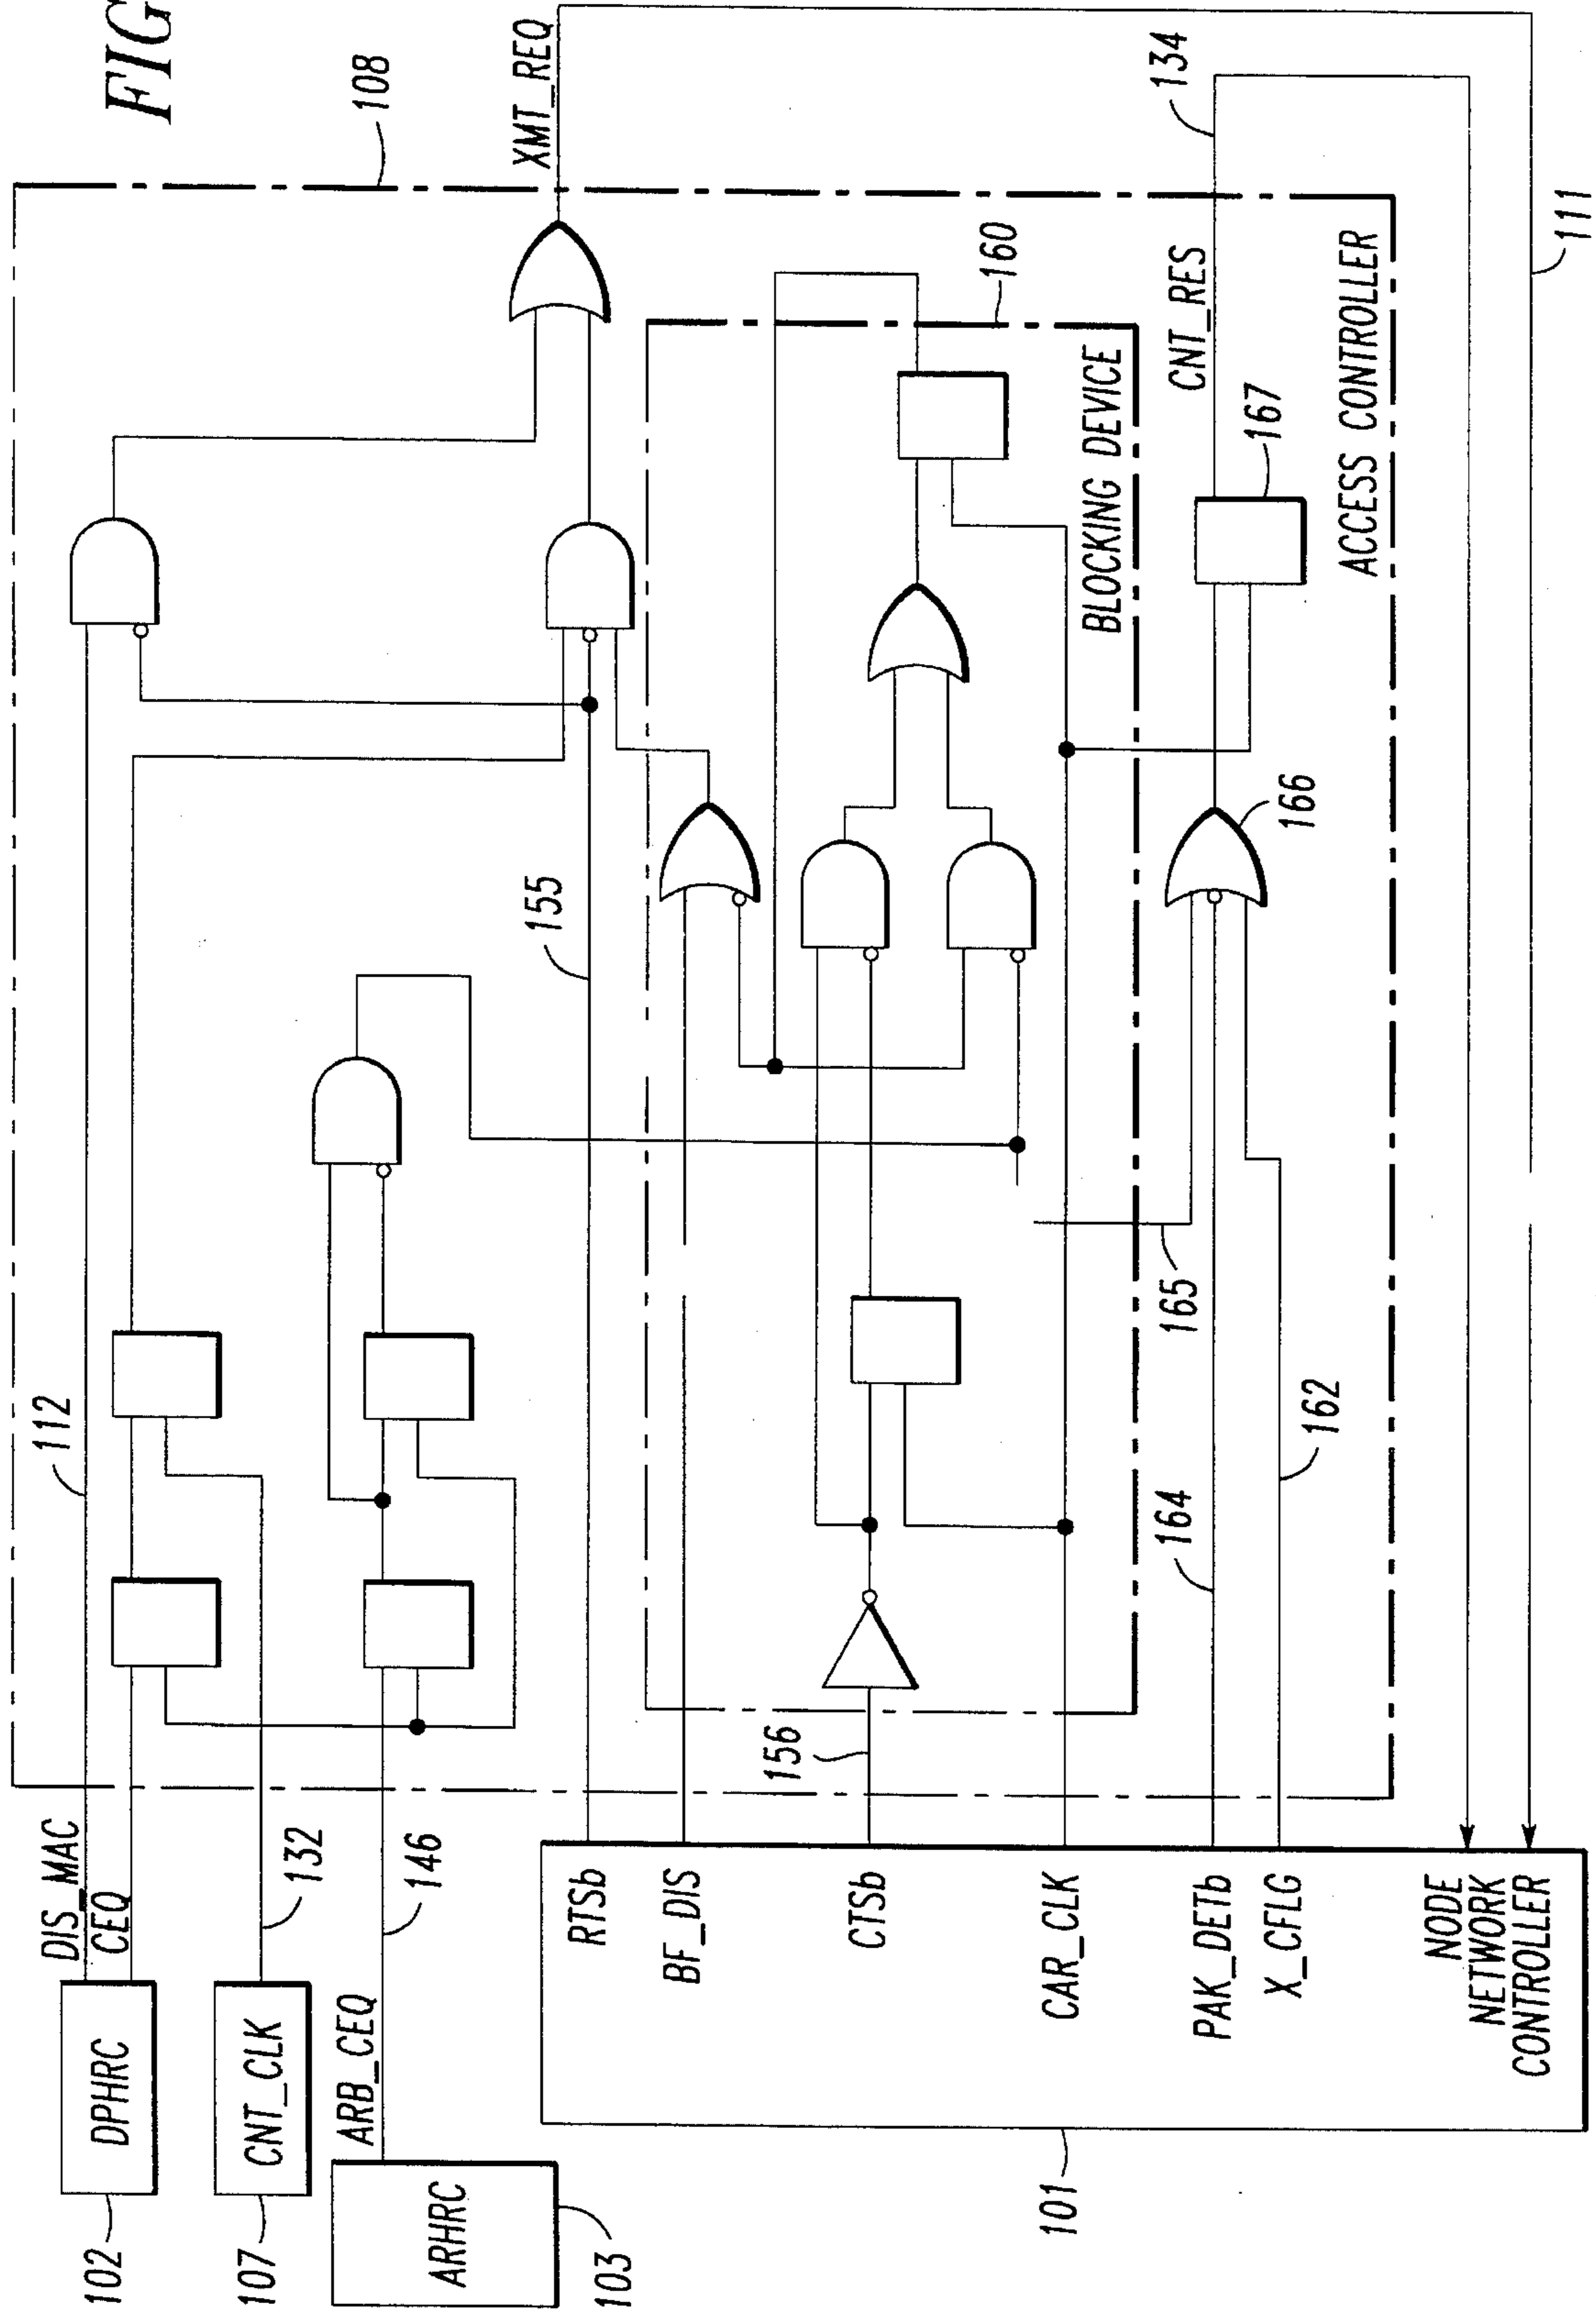 FIG
108
XMT_REQ
134
112
155
160
DIS_MAC
CEQ
DPHRC
102
132
CNT_CLK
107
146
ARB_CEQ
ARHRC
103
RTSb
BF_DIS
156
CTSb
CAR_CLK
BLOCKING DEVICE
CNT_RES
167
166
165
164
162
PAK_DETb
X_CFLG
ACCESS CONTROLLER
NODE
NETWORK
CONTROLLER
101
111